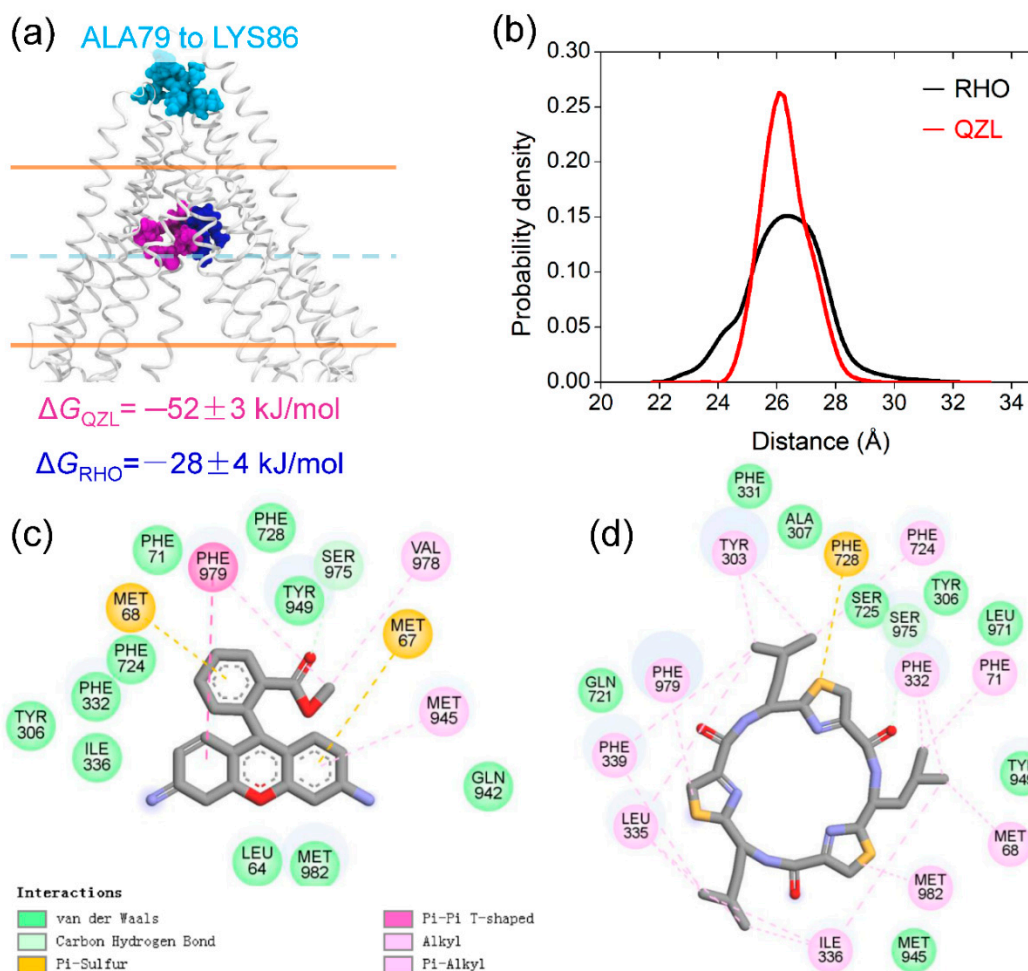 (a)
ALA79 to LYS86
ΔG_QZL= −52±3 kJ/mol
ΔG_RHO=−28±4 kJ/mol
(b)
0.30
0.25
0.20
0.15
0.10
0.05
0.00
Probability density
RHO
QZL
20 22 24 26 28 30 32 34
Distance (Å)
(c)
PHE 728
PHE 71
PHE 979
SER 975
VAL 978
TYR 949
MET 68
MET 67
PHE 724
PHE 332
MET 945
TYR 306
ILE 336
GLN 942
LEU 64
MET 982
Interactions
van der Waals
Carbon Hydrogen Bond
Pi-Sulfur
Pi-Pi T-shaped
Alkyl
Pi-Alkyl
(d)
PHE 331
ALA 307
TYR 303
PHE 728
PHE 724
SER 725
TYR 306
SER 975
LEU 971
PHE 979
PHE 332
PHE 71
GLN 721
PHE 339
LEU 335
MET 68
MET 982
ILE 336
MET 945